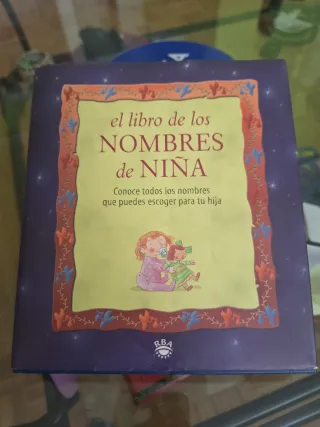 el libro de los
NOMBRES
de NIÑA
Conoce todos los nombres
que puedes escoger para tu hija
RBA